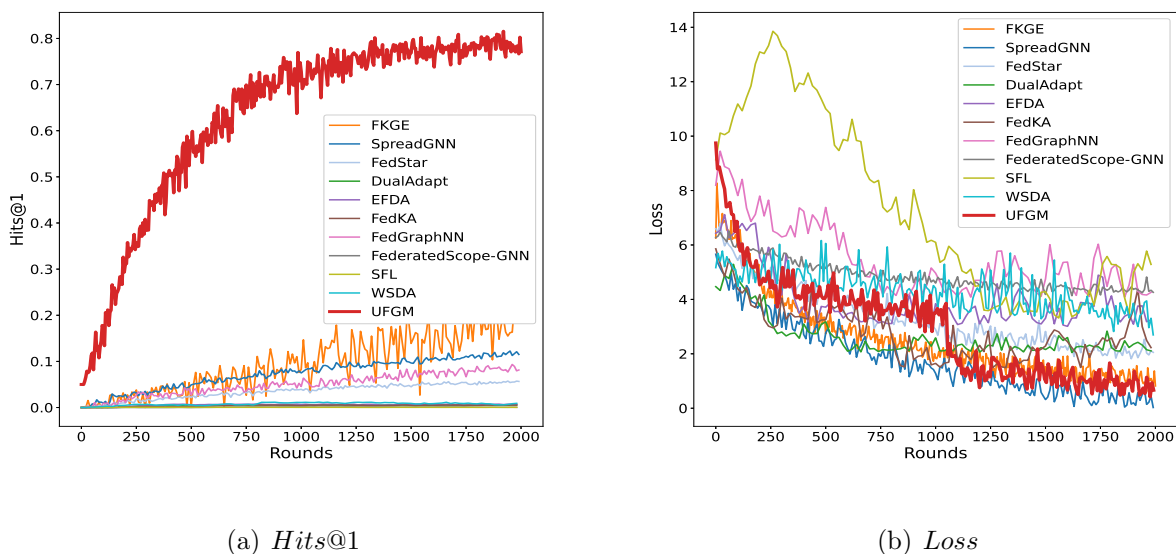 0.8
0.7
0.6
0.5
0.4
0.3
0.2
0.1
0.0
Hits@1
0 250 500 750 1000 1250 1500 1750 2000
Rounds
FKGE
SpreadGNN
FedStar
DualAdapt
EFDA
FedKA
FedGraphNN
FederatedScope-GNN
SFL
WSDA
UFGM
(a) Hits@1
14
12
10
8
6
4
2
0
Loss
0 250 500 750 1000 1250 1500 1750 2000
Rounds
FKGE
SpreadGNN
FedStar
DualAdapt
EFDA
FedKA
FedGraphNN
FederatedScope-GNN
SFL
WSDA
UFGM
(b) Loss